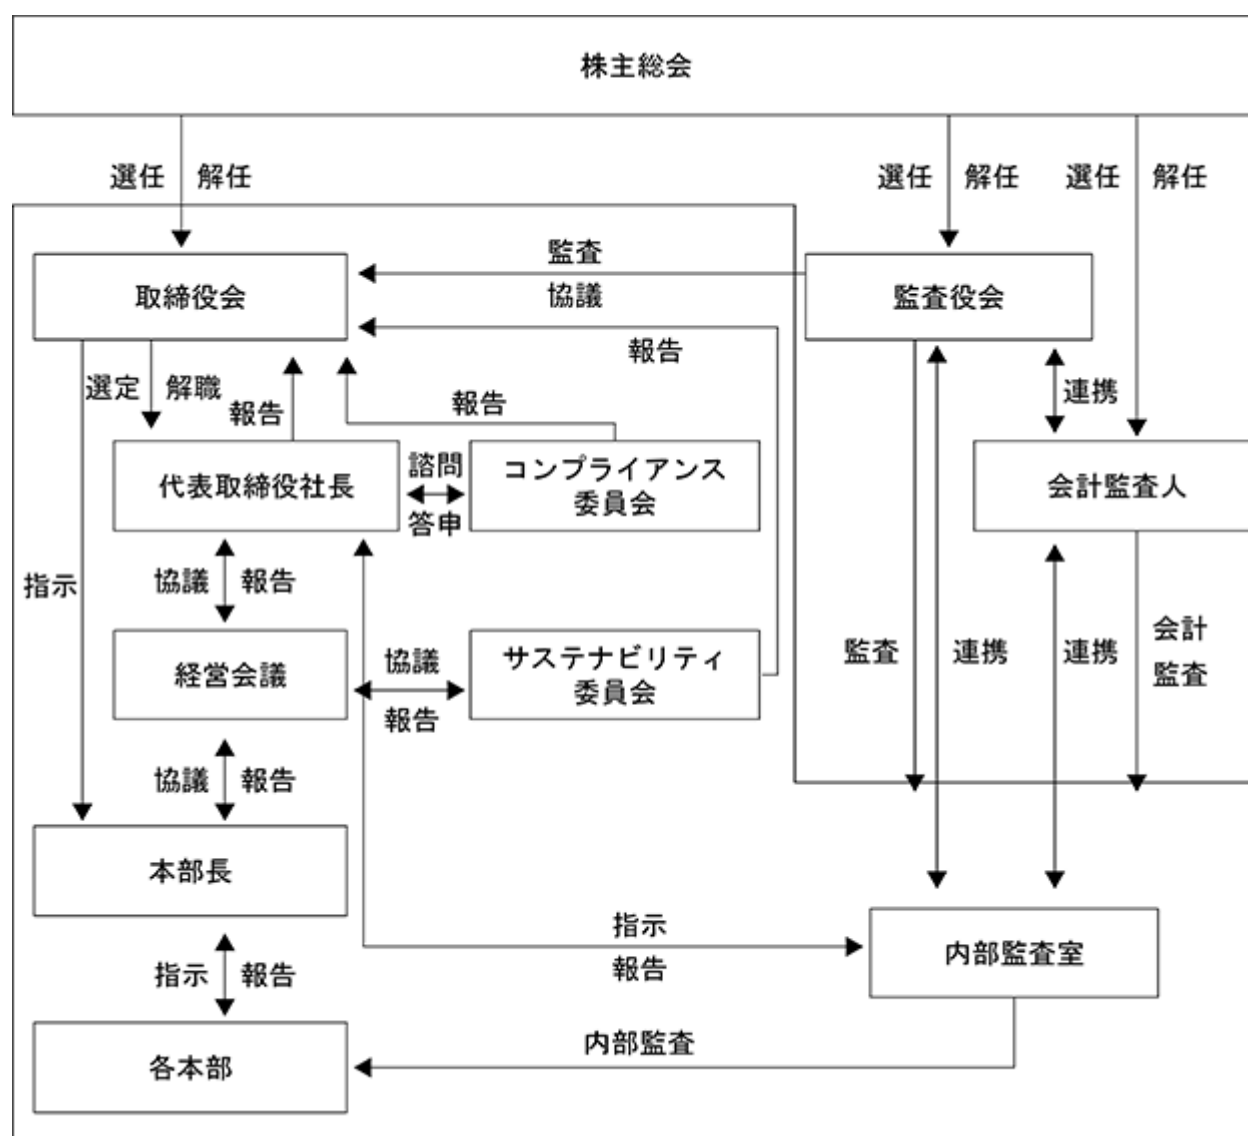 株主総会
選任
解任
選任
解任
選任
解任
取締役会
監査
協議
監査役会
報告
選定
解職
報告
報告
連携
代表取締役社長
諮問
答申
コンプライアンス
委員会
会計監査人
指示
協議
報告
経営会議
協議
報告
サステナビリティ
委員会
監査
連携
連携
会計
監査
協議
報告
本部長
指示
報告
内部監査室
指示
報告
内部監査
各本部